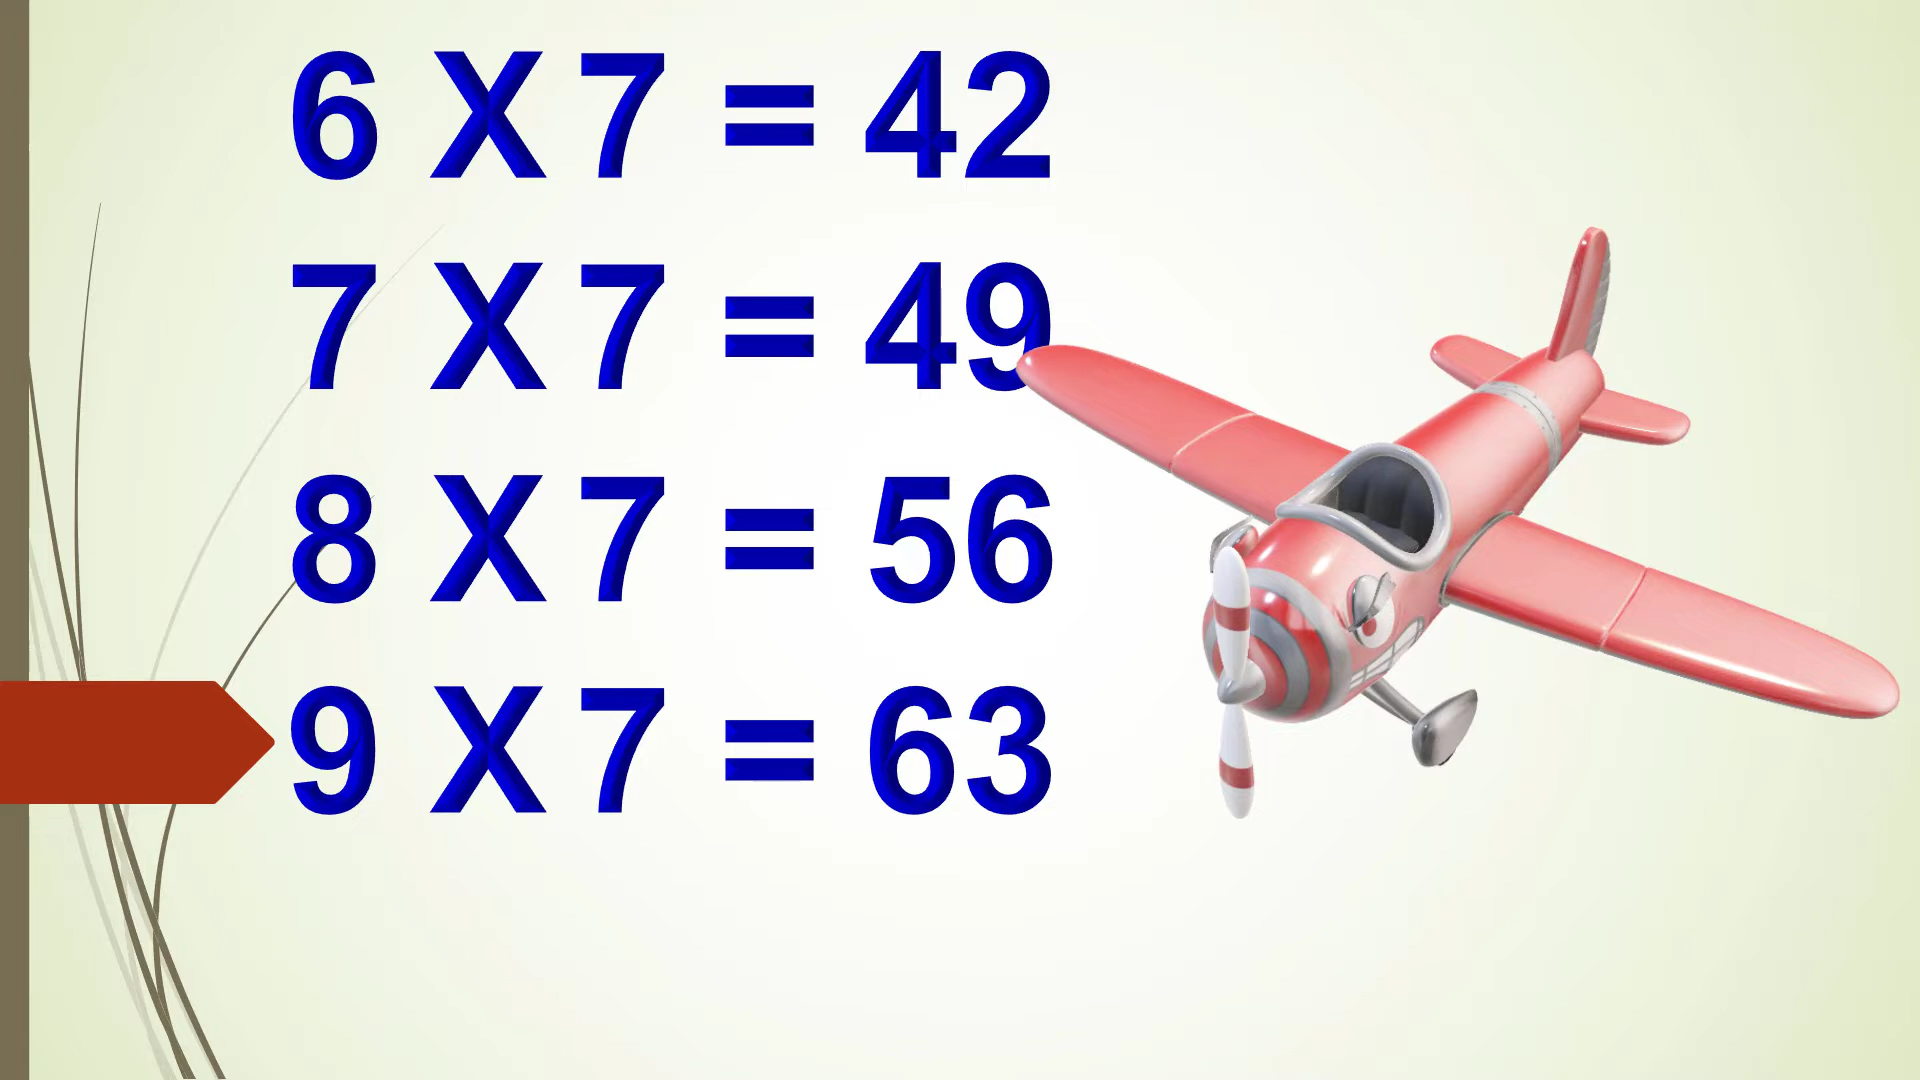 6 X 7 = 42
7 X 7 = 49
8 X 7 = 56
9 X 7 = 63